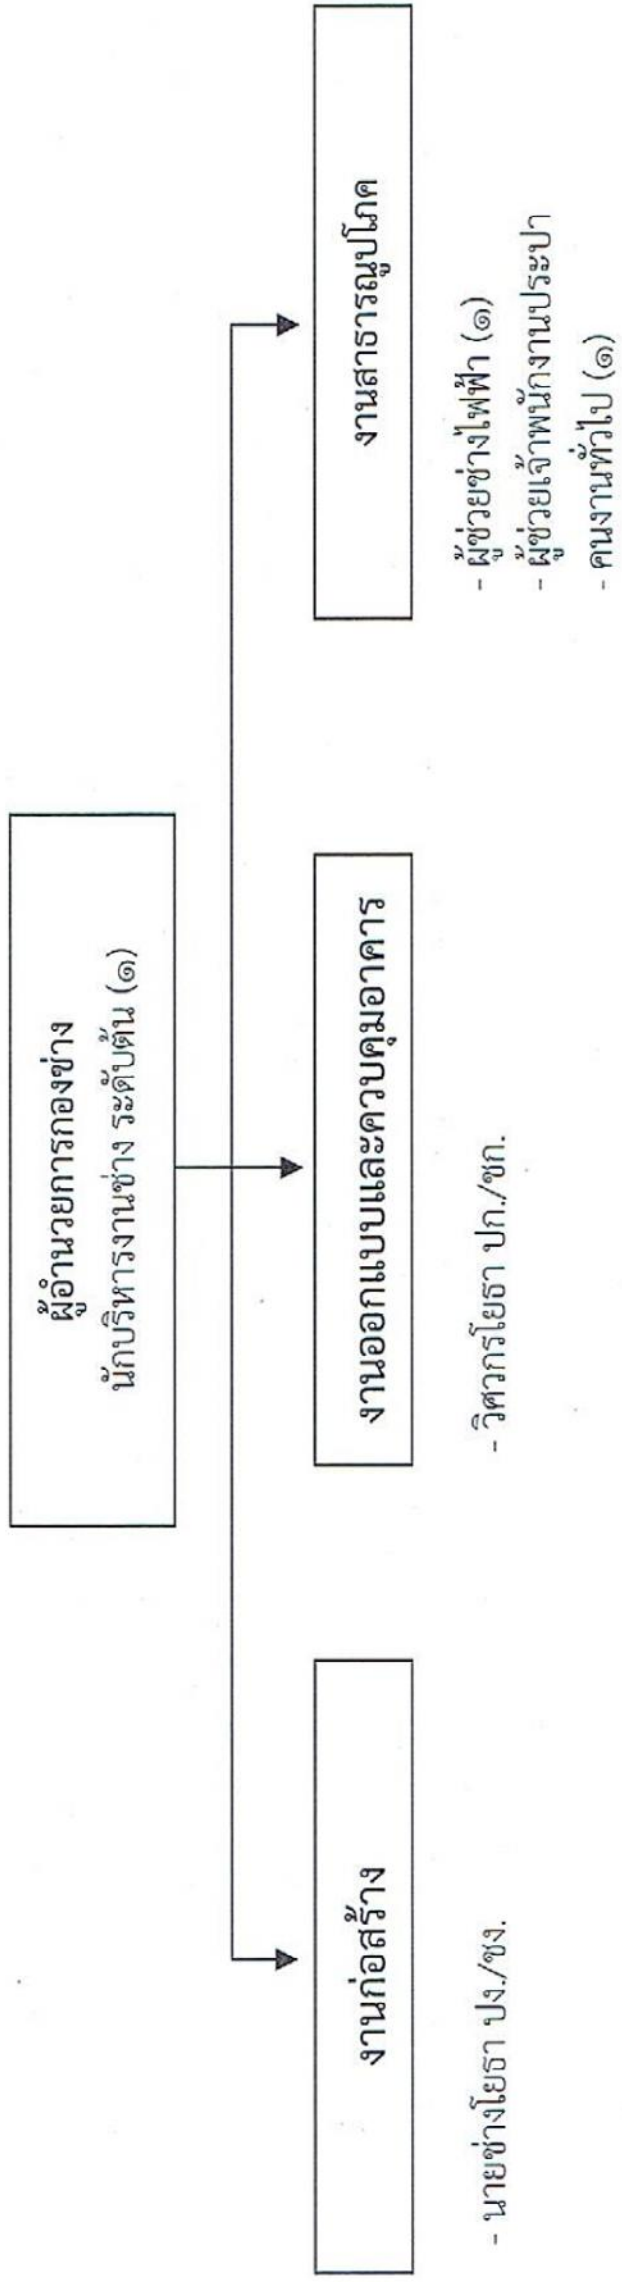 ผู้อำนวยการกองช่าง
นักบริหารงานช่าง ระดับต้น (๑)
งานก่อสร้าง
- นายช่างโยธา ปง./ชง.
งานออกแบบและควบคุมอาคาร
- วิศวกรโยธา ปก./ชก.
งานสาธารณูปโภค
- ผู้ช่วยช่างไฟฟ้า (๑)
- ผู้ช่วยเจ้าพนักงานประปา
- คนงานทั่วไป (๑)